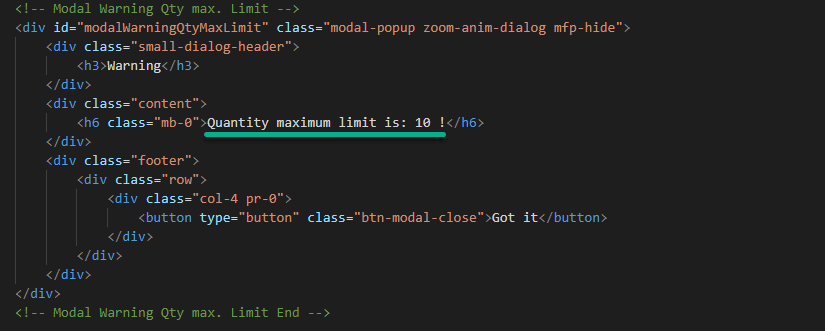 <!-- Modal Warning Qty max. Limit -->
<div id="modalWarningQtyMaxLimit" class="modal-popup zoom-anim-dialog mfp-hide">
<div class="small-dialog-header">
<h3>Warning</h3>
</div>
<div class="content">
<h6 class="mb-0">Quantity maximum limit is: 10 !</h6>
</div>
<div class="footer">
<div class="row">
<div class="col-4 pr-0">
<button type="button" class="btn-modal-close">Got it</button>
</div>
</div>
</div>
</div>
<!-- Modal Warning Qty max. Limit End -->